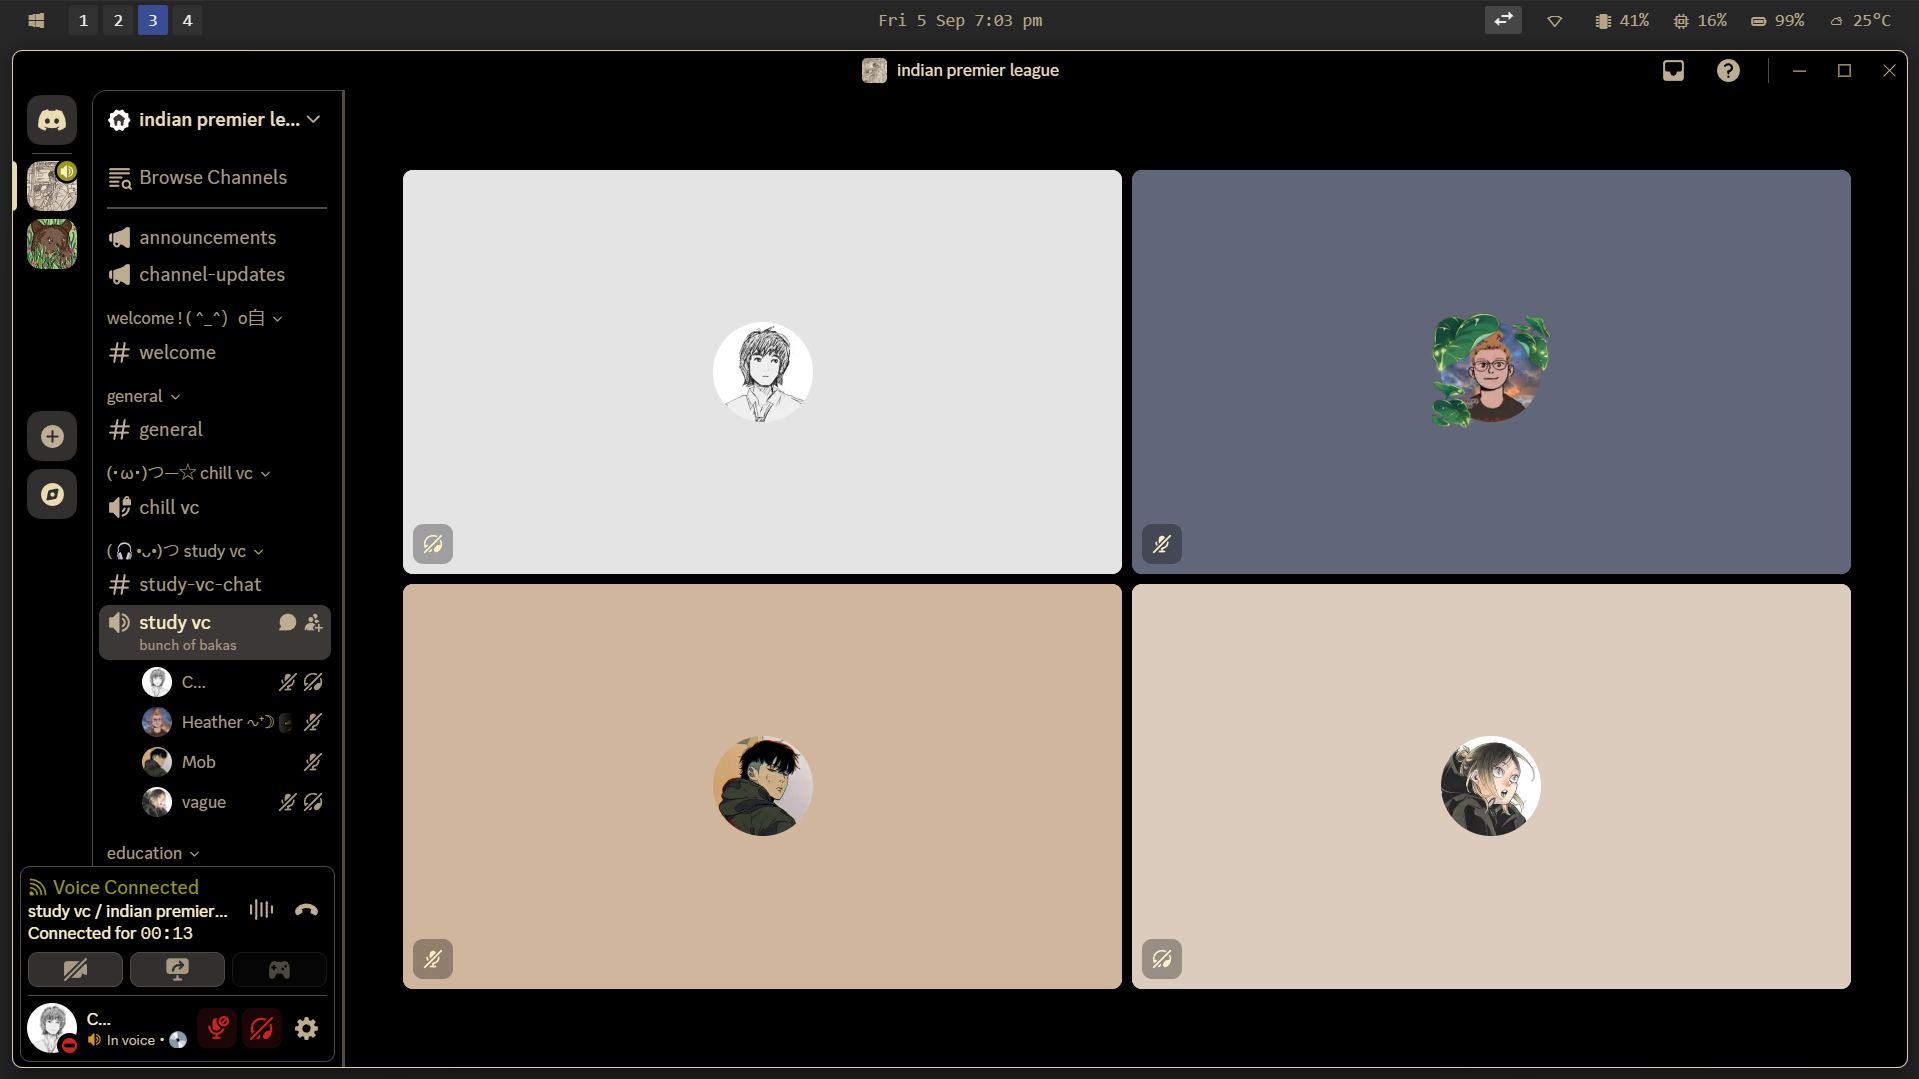 1 2 3 4
Fri 5 Sep 7:03 pm
41% 16% 99% 25°C
indian premier league
indian premier le...
Browse Channels
announcements
channel-updates
welcome ! ( ^_^)  o自
welcome
general
general
(･ω･)つ—☆ chill vc
chill vc
( 🎧 •ᴗ•)つ study vc
study-vc-chat
study vc
bunch of bakas
C...
Heather ∿⁺☽
Mob
vague
education
Voice Connected
study vc / indian premier...
Connected for 00:13
C...
In voice •